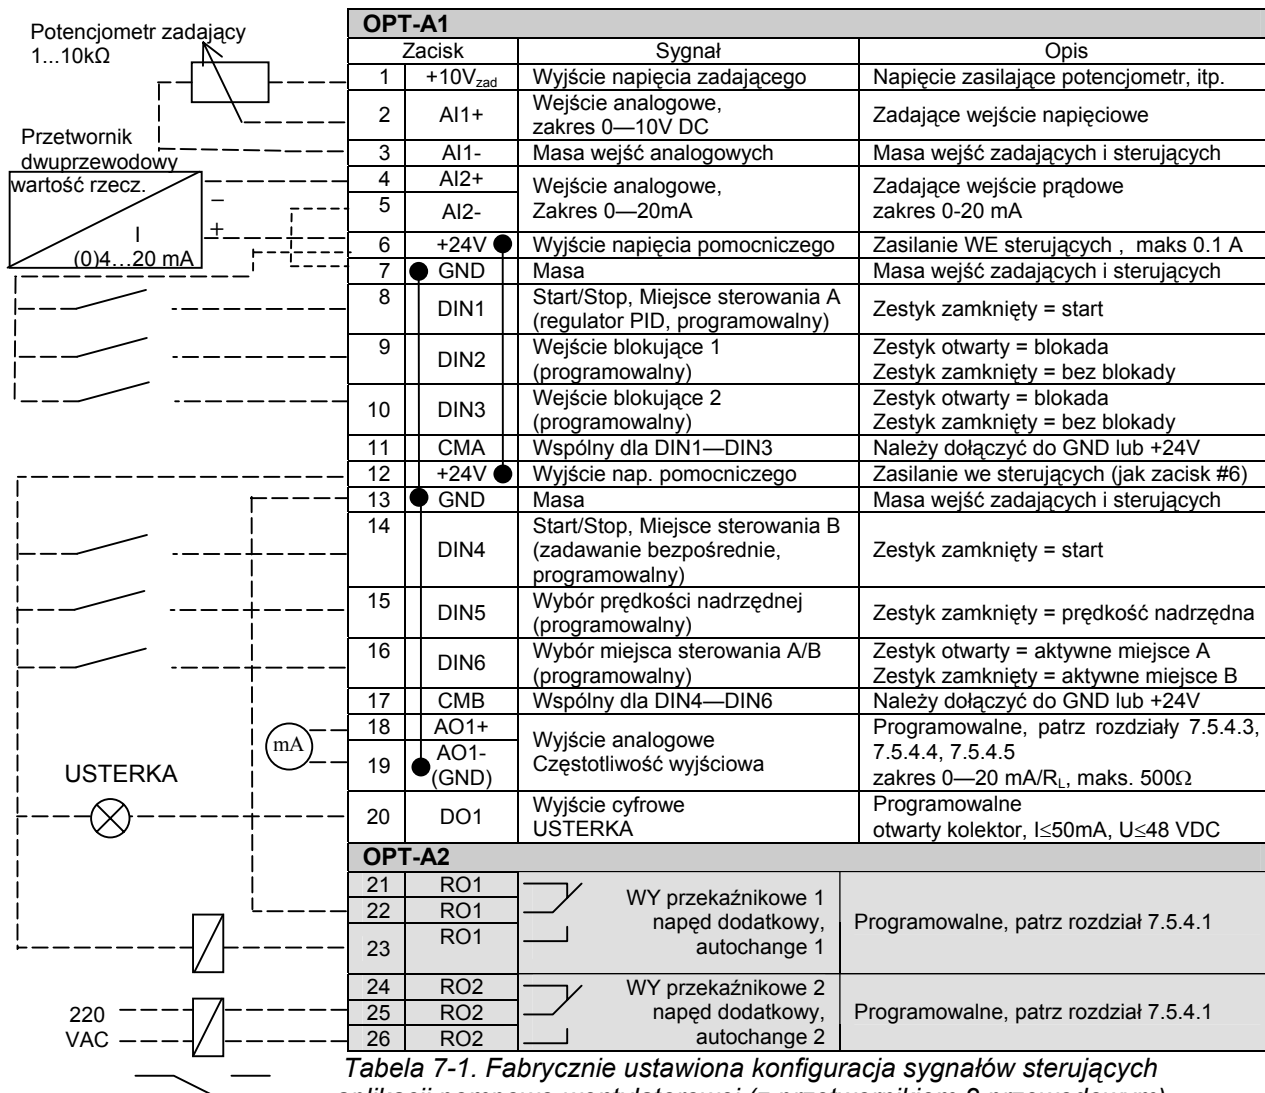 Potencjometr zadający
1...10kΩ
Przetwornik
dwuprzewodowy
wartość rzecz.
−
+
I
(0)4…20 mA
OPT-A1
Zacisk Sygnał Opis
1 +10Vzad Wyjście napięcia zadającego Napięcie zasilające potencjometr, itp.
2 AI1+ Wejście analogowe,
zakres 0—10V DC Zadające wejście napięciowe
3 AI1- Masa wejść analogowych Masa wejść zadających i sterujących
4 AI2+ Wejście analogowe,
Zakres 0—20mA Zadające wejście prądowe
zakres 0-20 mA
5 AI2-
6 +24V Wyjście napięcia pomocniczego Zasilanie WE sterujących , maks 0.1 A
7 GND Masa Masa wejść zadających i sterujących
8 DIN1 Start/Stop, Miejsce sterowania A
(regulator PID, programowalny) Zestyk zamknięty = start
9 DIN2 Wejście blokujące 1
(programowalny) Zestyk otwarty = blokada
Zestyk zamknięty = bez blokady
10 DIN3 Wejście blokujące 2
(programowalny) Zestyk otwarty = blokada
Zestyk zamknięty = bez blokady
11 CMA Wspólny dla DIN1—DIN3 Należy dołączyć do GND lub +24V
12 +24V Wyjście nap. pomocniczego Zasilanie we sterujących (jak zacisk #6)
13 GND Masa Masa wejść zadających i sterujących
14 DIN4 Start/Stop, Miejsce sterowania B
(zadawanie bezpośrednie,
programowalny) Zestyk zamknięty = start
15 DIN5 Wybór prędkości nadrzędnej
(programowalny) Zestyk zamknięty = prędkość nadrzędna
16 DIN6 Wybór miejsca sterowania A/B
(programowalny) Zestyk otwarty = aktywne miejsce A
Zestyk zamknięty = aktywne miejsce B
17 CMB Wspólny dla DIN4—DIN6 Należy dołączyć do GND lub +24V
mA
18 AO1+ Wyjście analogowe
Częstotliwość wyjściowa Programowalne, patrz rozdziały 7.5.4.3,
7.5.4.4, 7.5.4.5
zakres 0—20 mA/RL, maks. 500Ω
19 AO1-
(GND)
USTERKA
20 DO1 Wyjście cyfrowe
USTERKA Programowalne
otwarty kolektor, I≤50mA, U≤48 VDC
OPT-A2
21 RO1 WY przekaźnikowe 1
napęd dodatkowy,
autochange 1 Programowalne, patrz rozdział 7.5.4.1
22 RO1
23 RO1
24 RO2 WY przekaźnikowe 2
napęd dodatkowy,
autochange 2 Programowalne, patrz rozdział 7.5.4.1
25 RO2
26 RO2
220
VAC
Tabela 7-1. Fabrycznie ustawiona konfiguracja sygnałów sterujących
aplikacji pompowo-wentylatorowej (z przetwornikiem 2-przewodowym)